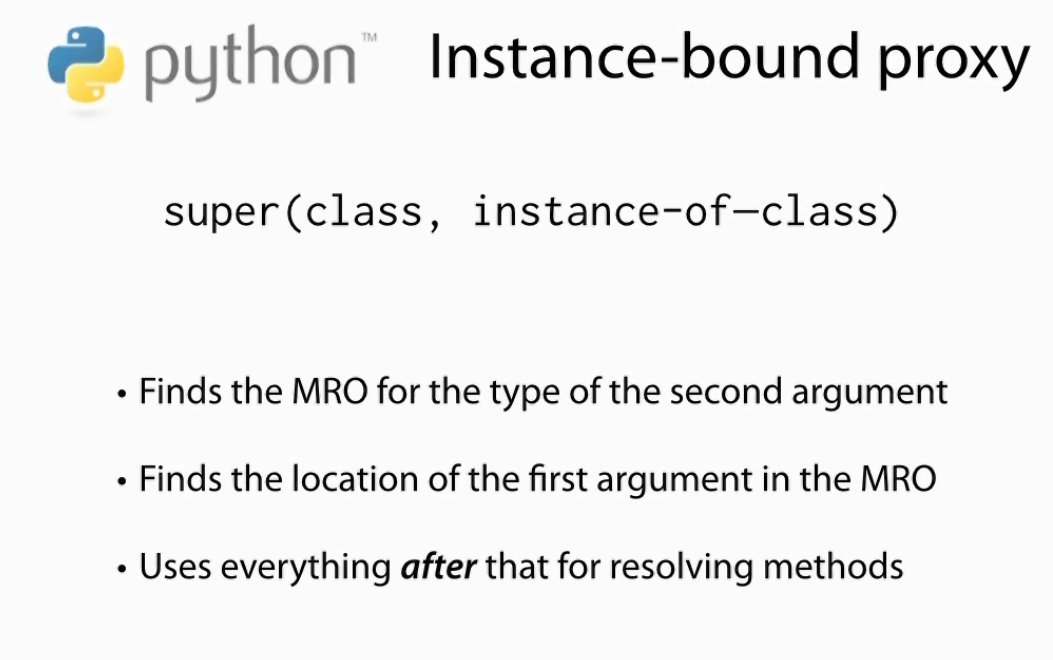 python™ Instance-bound proxy
super(class, instance-of-class)
• Finds the MRO for the type of the second argument
• Finds the location of the first argument in the MRO
• Uses everything after that for resolving methods